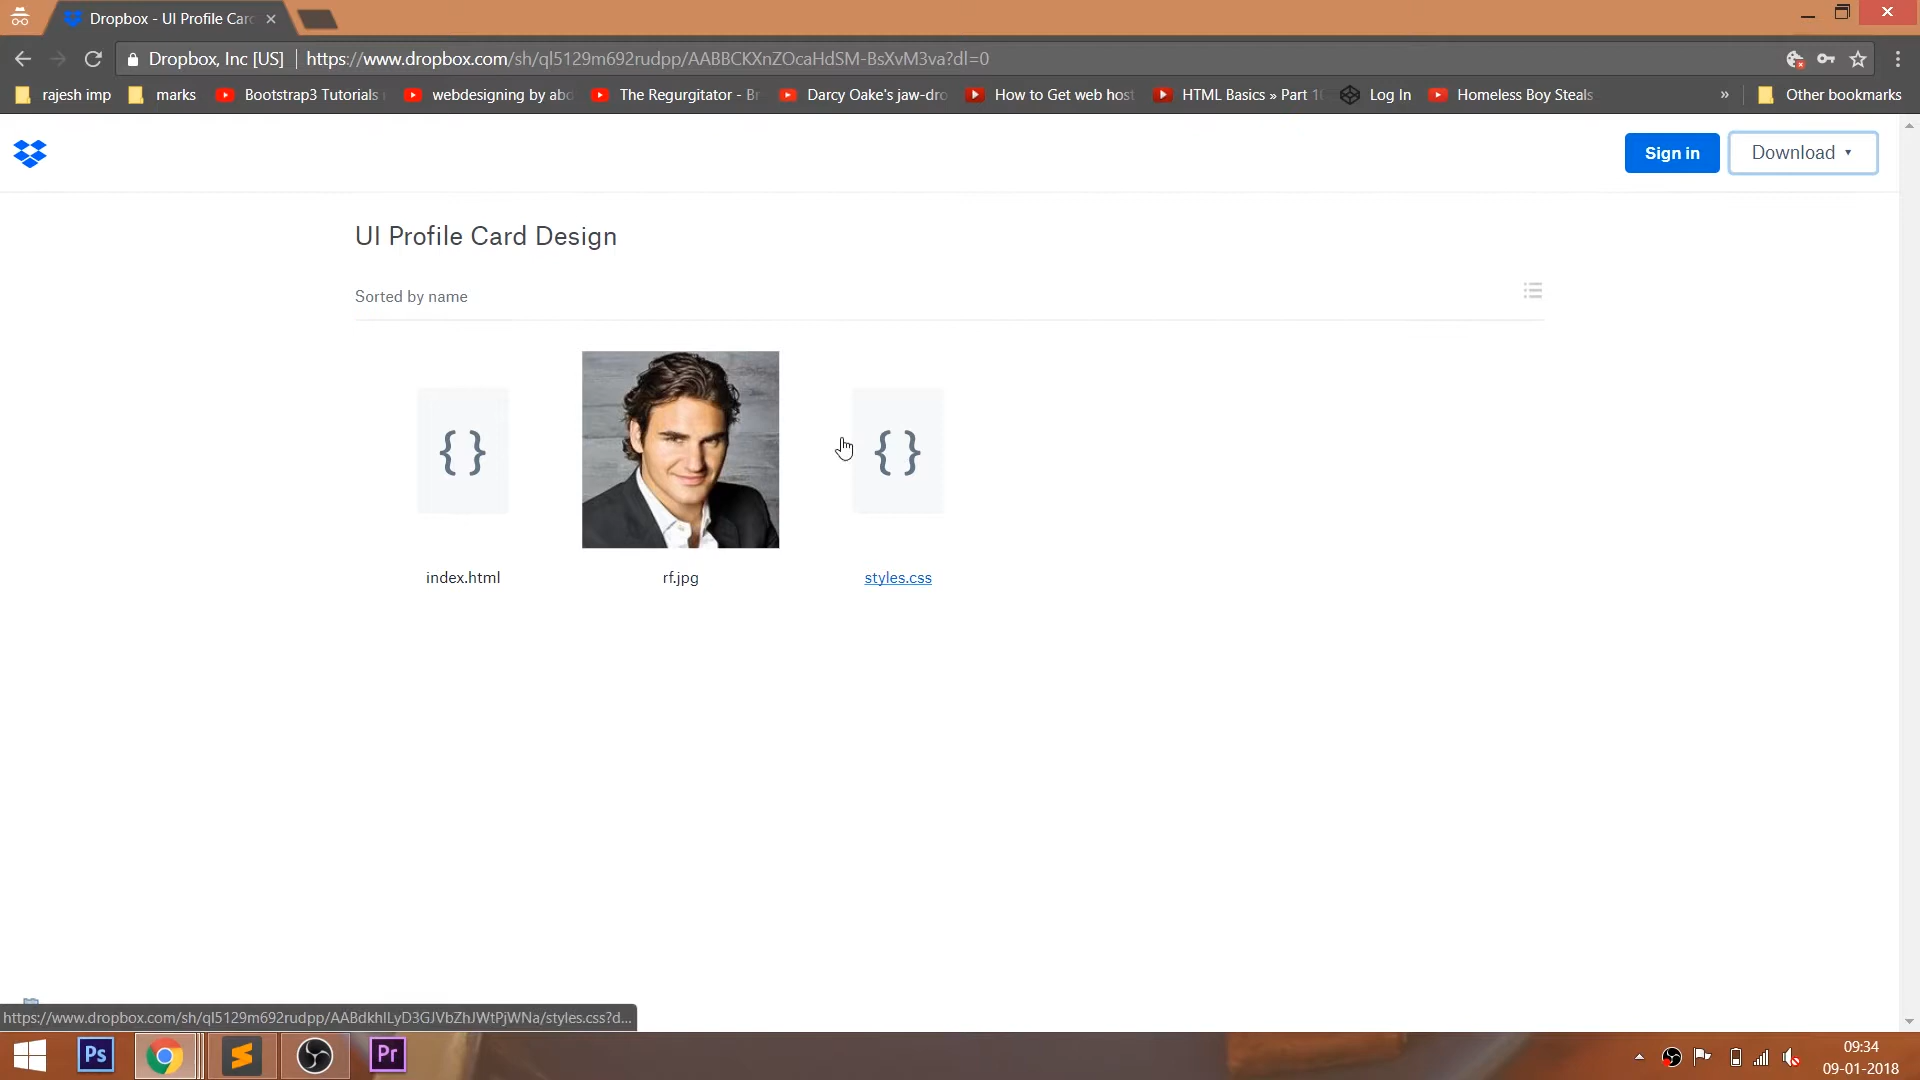 Dropbox - UI Profile Card
Dropbox, Inc [US] https://www.dropbox.com/sh/ql5129m692rudpp/AABBCKXnZOcaHdSM-BsXvM3va?dl=0
rajesh imp marks Bootstrap3 Tutorials webdesigning by abd The Regurgitator - Br Darcy Oake's jaw-dro How to Get web host HTML Basics » Part 1 Log In Homeless Boy Steals » Other bookmarks
Sign in Download
UI Profile Card Design
Sorted by name
{ } { }
index.html rf.jpg styles.css
https://www.dropbox.com/sh/ql5129m692rudpp/AABdkhlLyD3GJVbZhJWtPjWNa/styles.css?d...
Ps Pr
09:34
09-01-2018